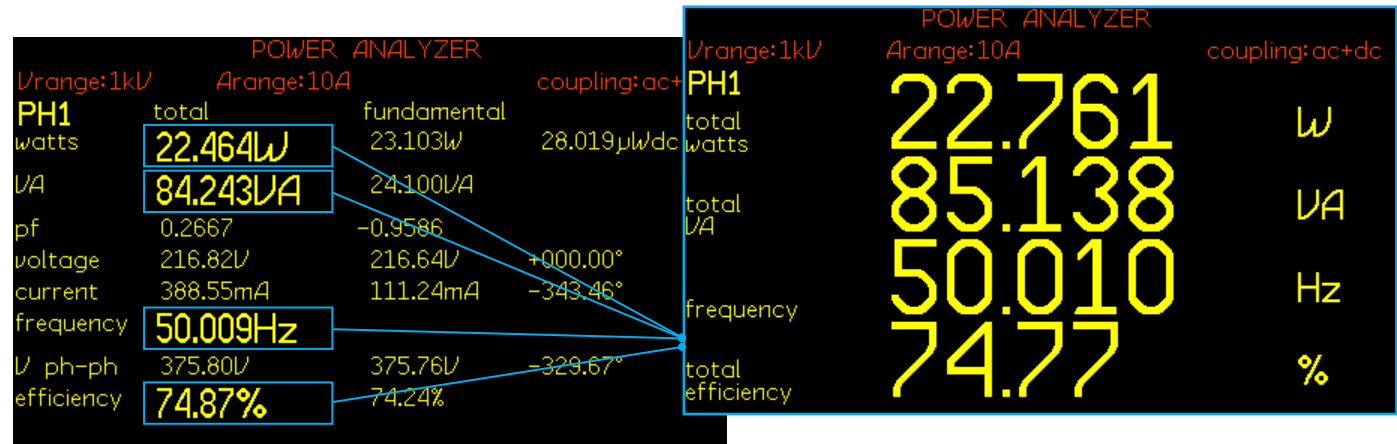 POWER ANALYZER
Vrange:1kV Arange:10A coupling:ac+
PH1 total fundamental
watts 22.464W 23.103W 28.019µWdc
VA 84.243VA 24.100VA
pf 0.2667 -0.9586
voltage 216.82V 216.64V +000.00°
current 388.55mA 111.24mA -343.46°
frequency 50.009Hz
V ph-ph 375.80V 375.76V -329.67°
efficiency 74.87% 74.24%
POWER ANALYZER
Vrange:1kV Arange:10A coupling:ac+dc
PH1
total
watts 22.761 W
total
VA 85.138 VA
frequency 50.010 Hz
total
efficiency 74.77 %